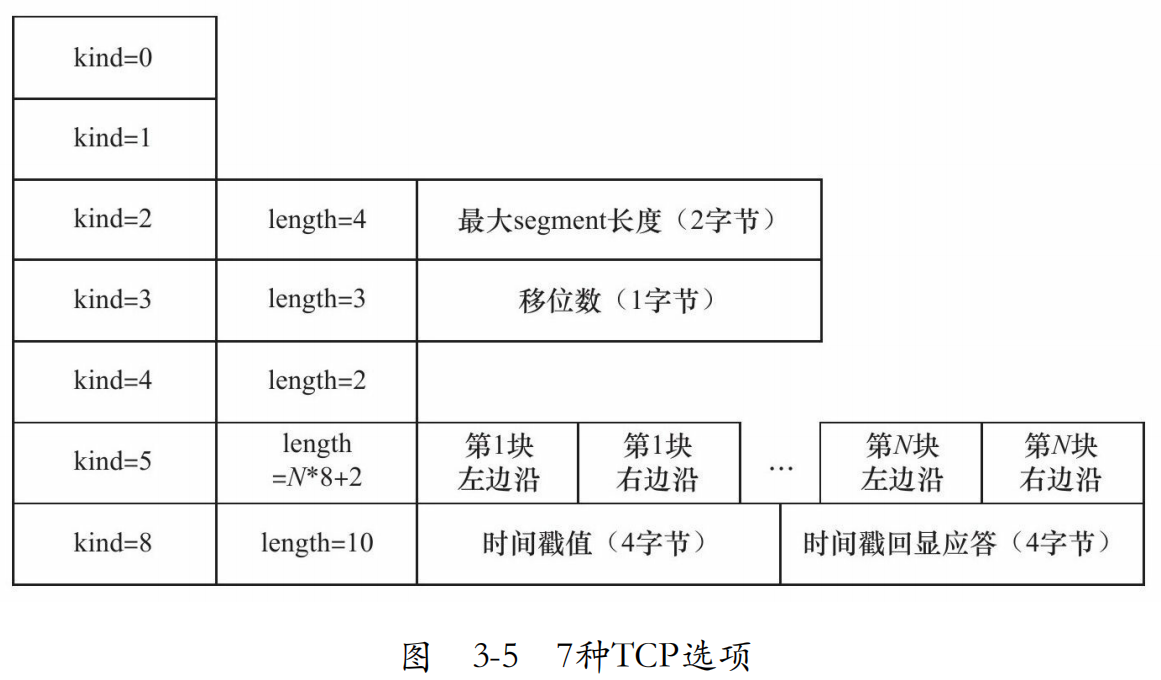 kind=0
kind=1
kind=2 length=4 最大segment长度（2字节）
kind=3 length=3 移位数（1字节）
kind=4 length=2
kind=5 length =N*8+2 第1块 左边沿 第1块 右边沿 … 第N块 左边沿 第N块 右边沿
kind=8 length=10 时间戳值（4字节） 时间戳回显应答（4字节）
图 3-5 7种TCP选项